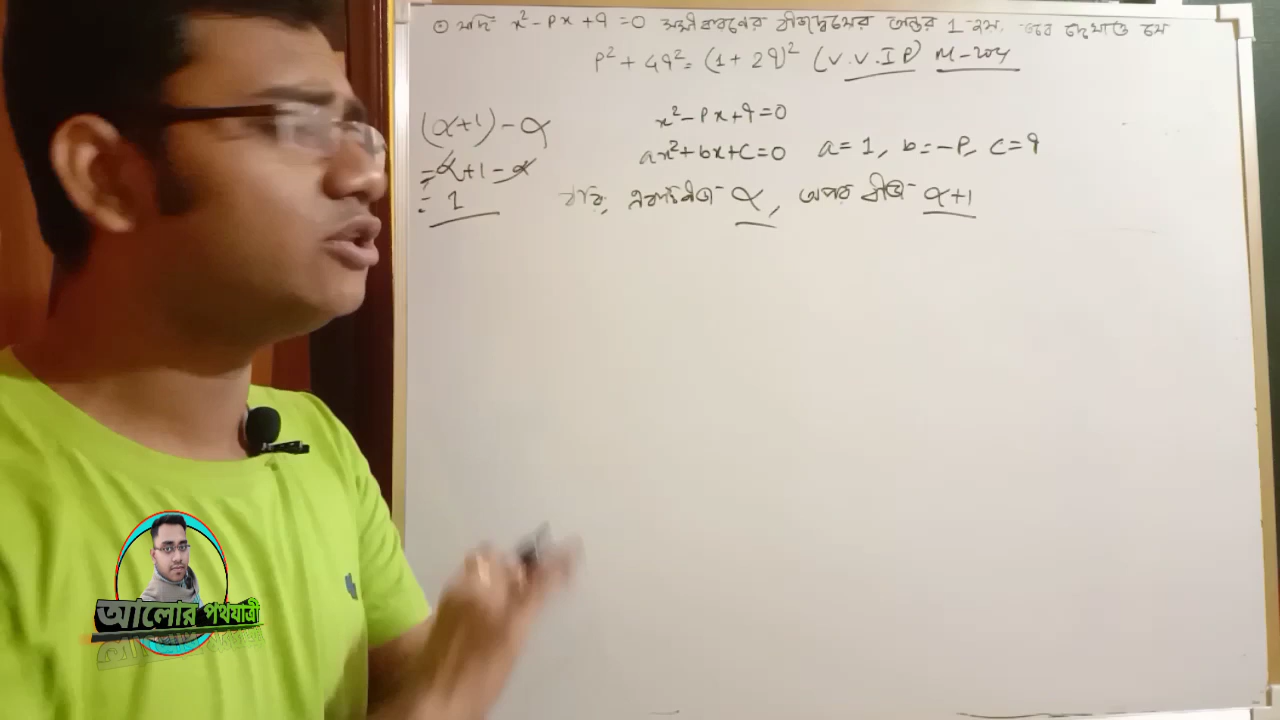 যদি x² - px + q = 0 সমীকরণের বীজদ্বয়ের অন্তর 1 হয়, তবে দেখাও যে
p² + 4q² = (1 + 2q)² (V.V.I.P)
x² - px + q = 0
ax² + bx + c = 0 a = 1, b = -p, c = q
ধরি, একটি বীজ α, অপর বীজ α+1
(α+1) - α
= α + 1 - α
= 1
আলোর পথযাত্রী